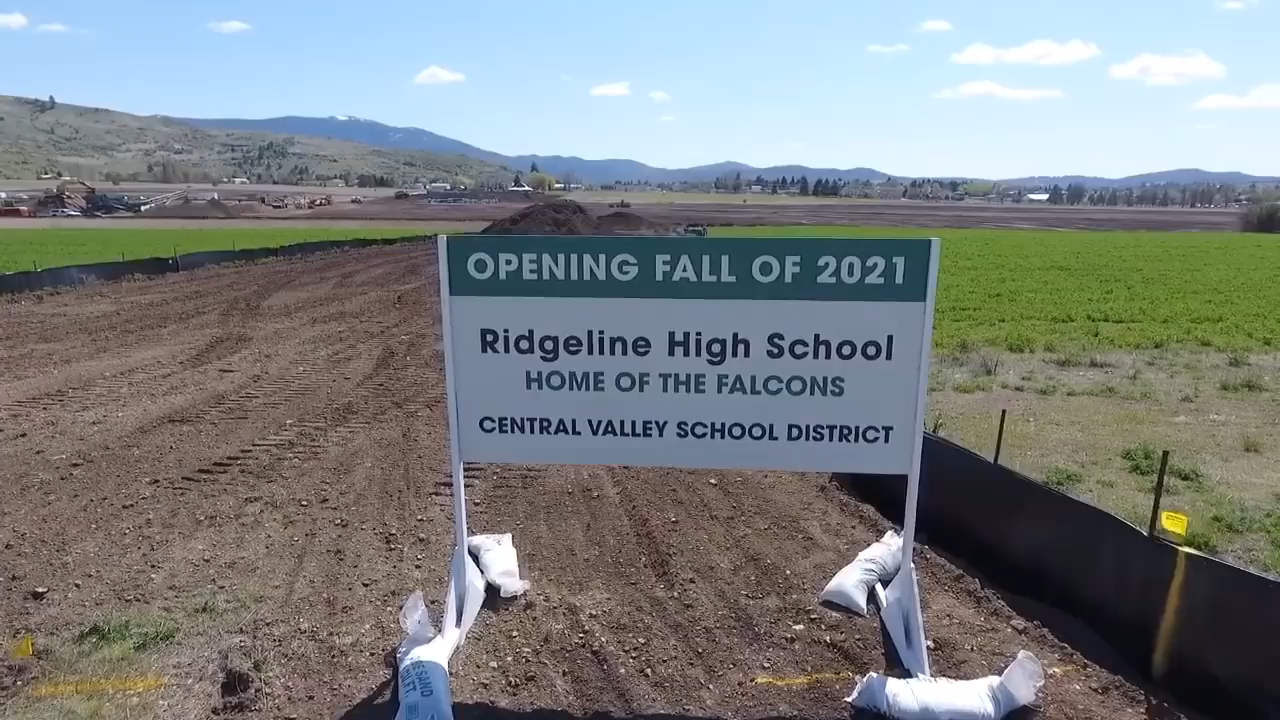 OPENING FALL OF 2021
Ridgeline High School
HOME OF THE FALCONS
CENTRAL VALLEY SCHOOL DISTRICT